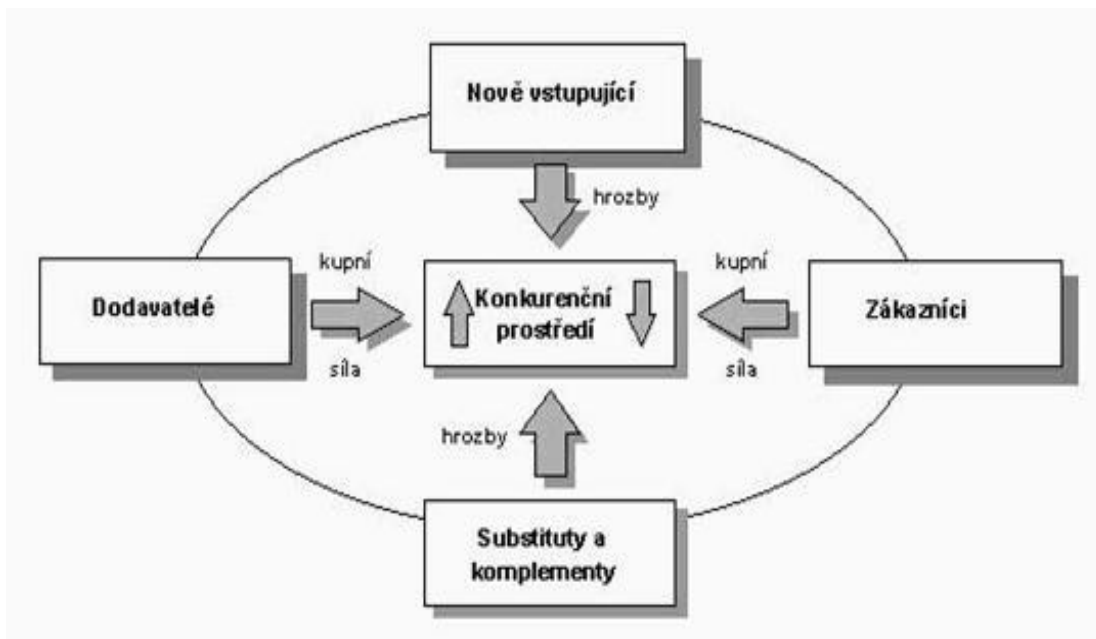 Nově vstupující
hrozby
kupní
kupní
Dodavatelé
Konkurenční
prostředí
Zákazníci
síla
síla
hrozby
Substituty a
komplementy